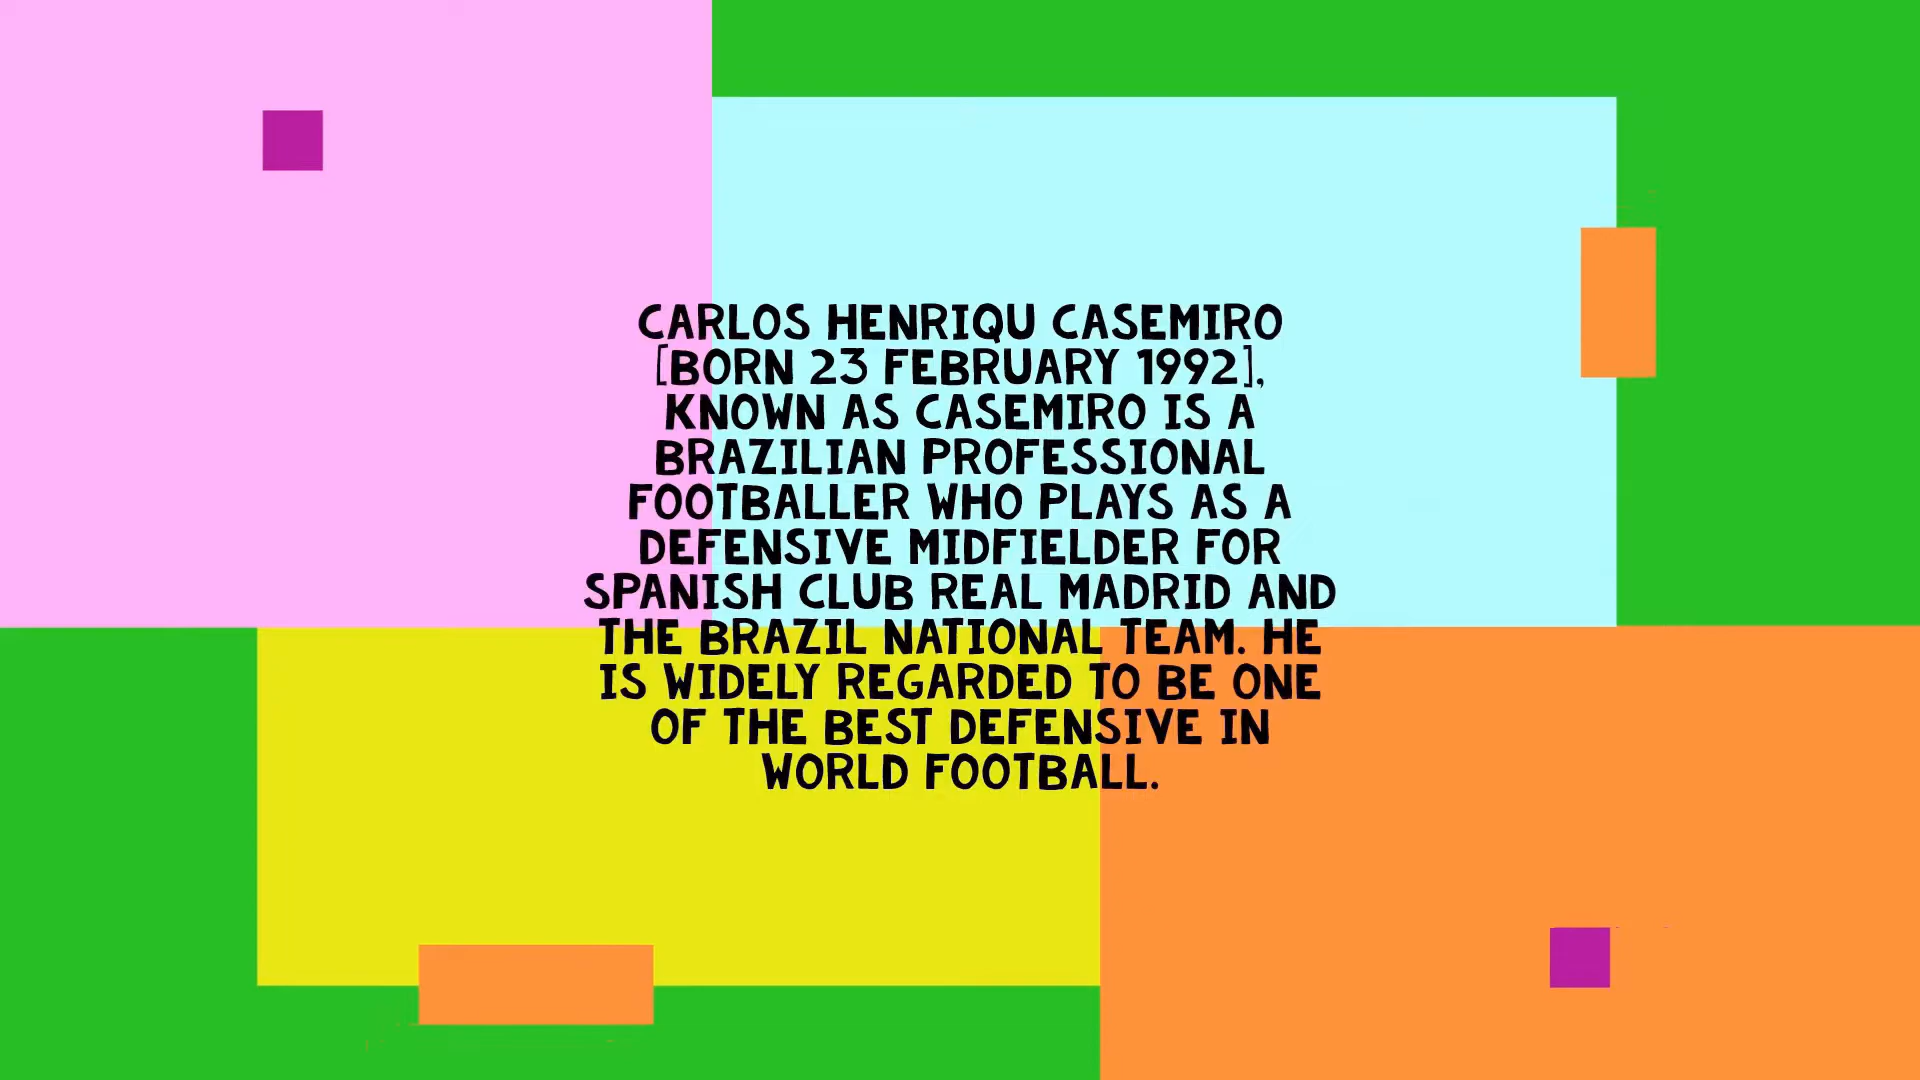 CARLOS HENRIQU CASEMIRO
[BORN 23 FEBRUARY 1992],
KNOWN AS CASEMIRO IS A
BRAZILIAN PROFESSIONAL
FOOTBALLER WHO PLAYS AS A
DEFENSIVE MIDFIELDER FOR
SPANISH CLUB REAL MADRID AND
THE BRAZIL NATIONAL TEAM. HE
IS WIDELY REGARDED TO BE ONE
OF THE BEST DEFENSIVE IN
WORLD FOOTBALL.